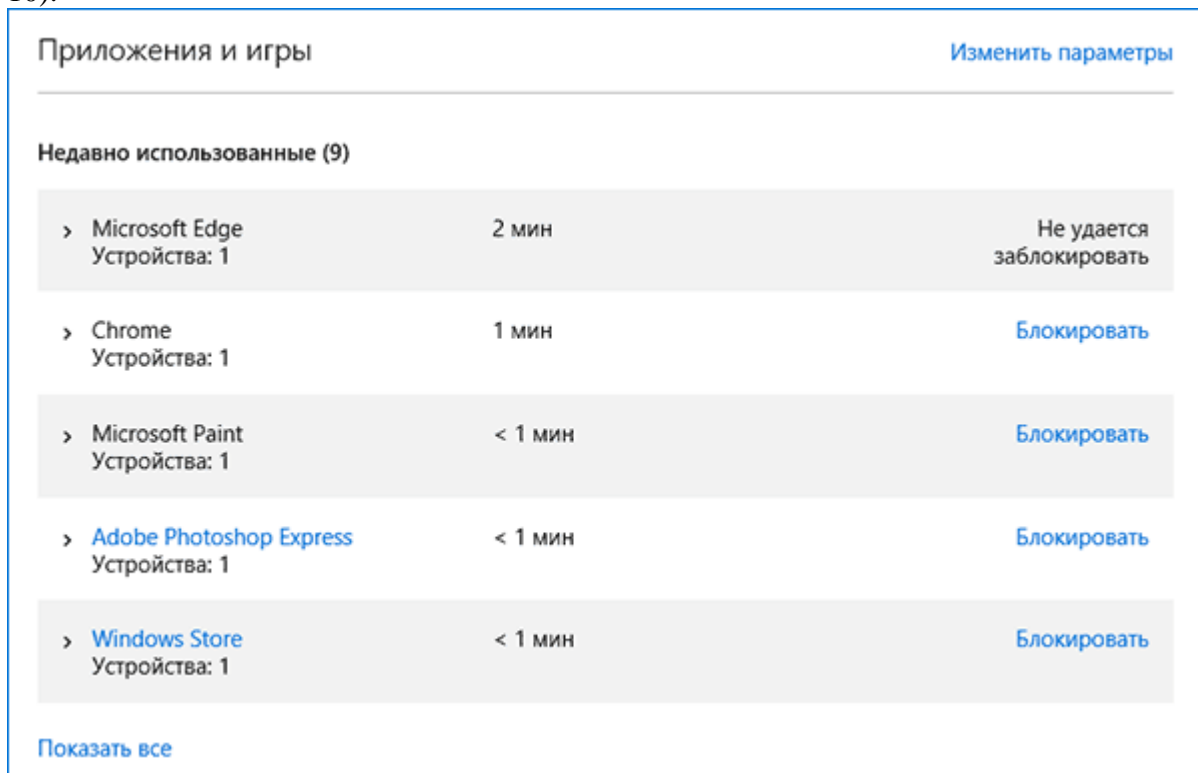 10).
Приложения и игры Изменить параметры
Недавно использованные (9)
Microsoft Edge 2 мин Не удается
Устройства: 1 заблокировать
Chrome 1 мин Блокировать
Устройства: 1
Microsoft Paint < 1 мин Блокировать
Устройства: 1
Adobe Photoshop Express < 1 мин Блокировать
Устройства: 1
Windows Store < 1 мин Блокировать
Устройства: 1
Показать все